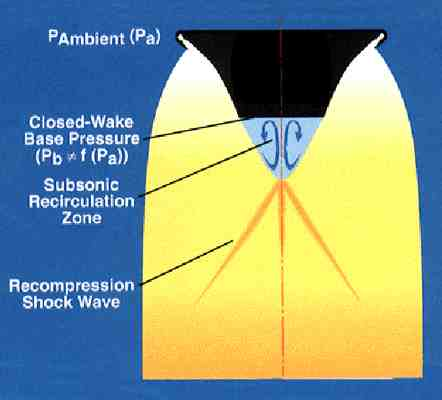 PAmbient (Pa)
Closed-Wake
Base Pressure
(Pb ≠ f (Pa))
Subsonic
Recirculation
Zone
Recompression
Shock Wave